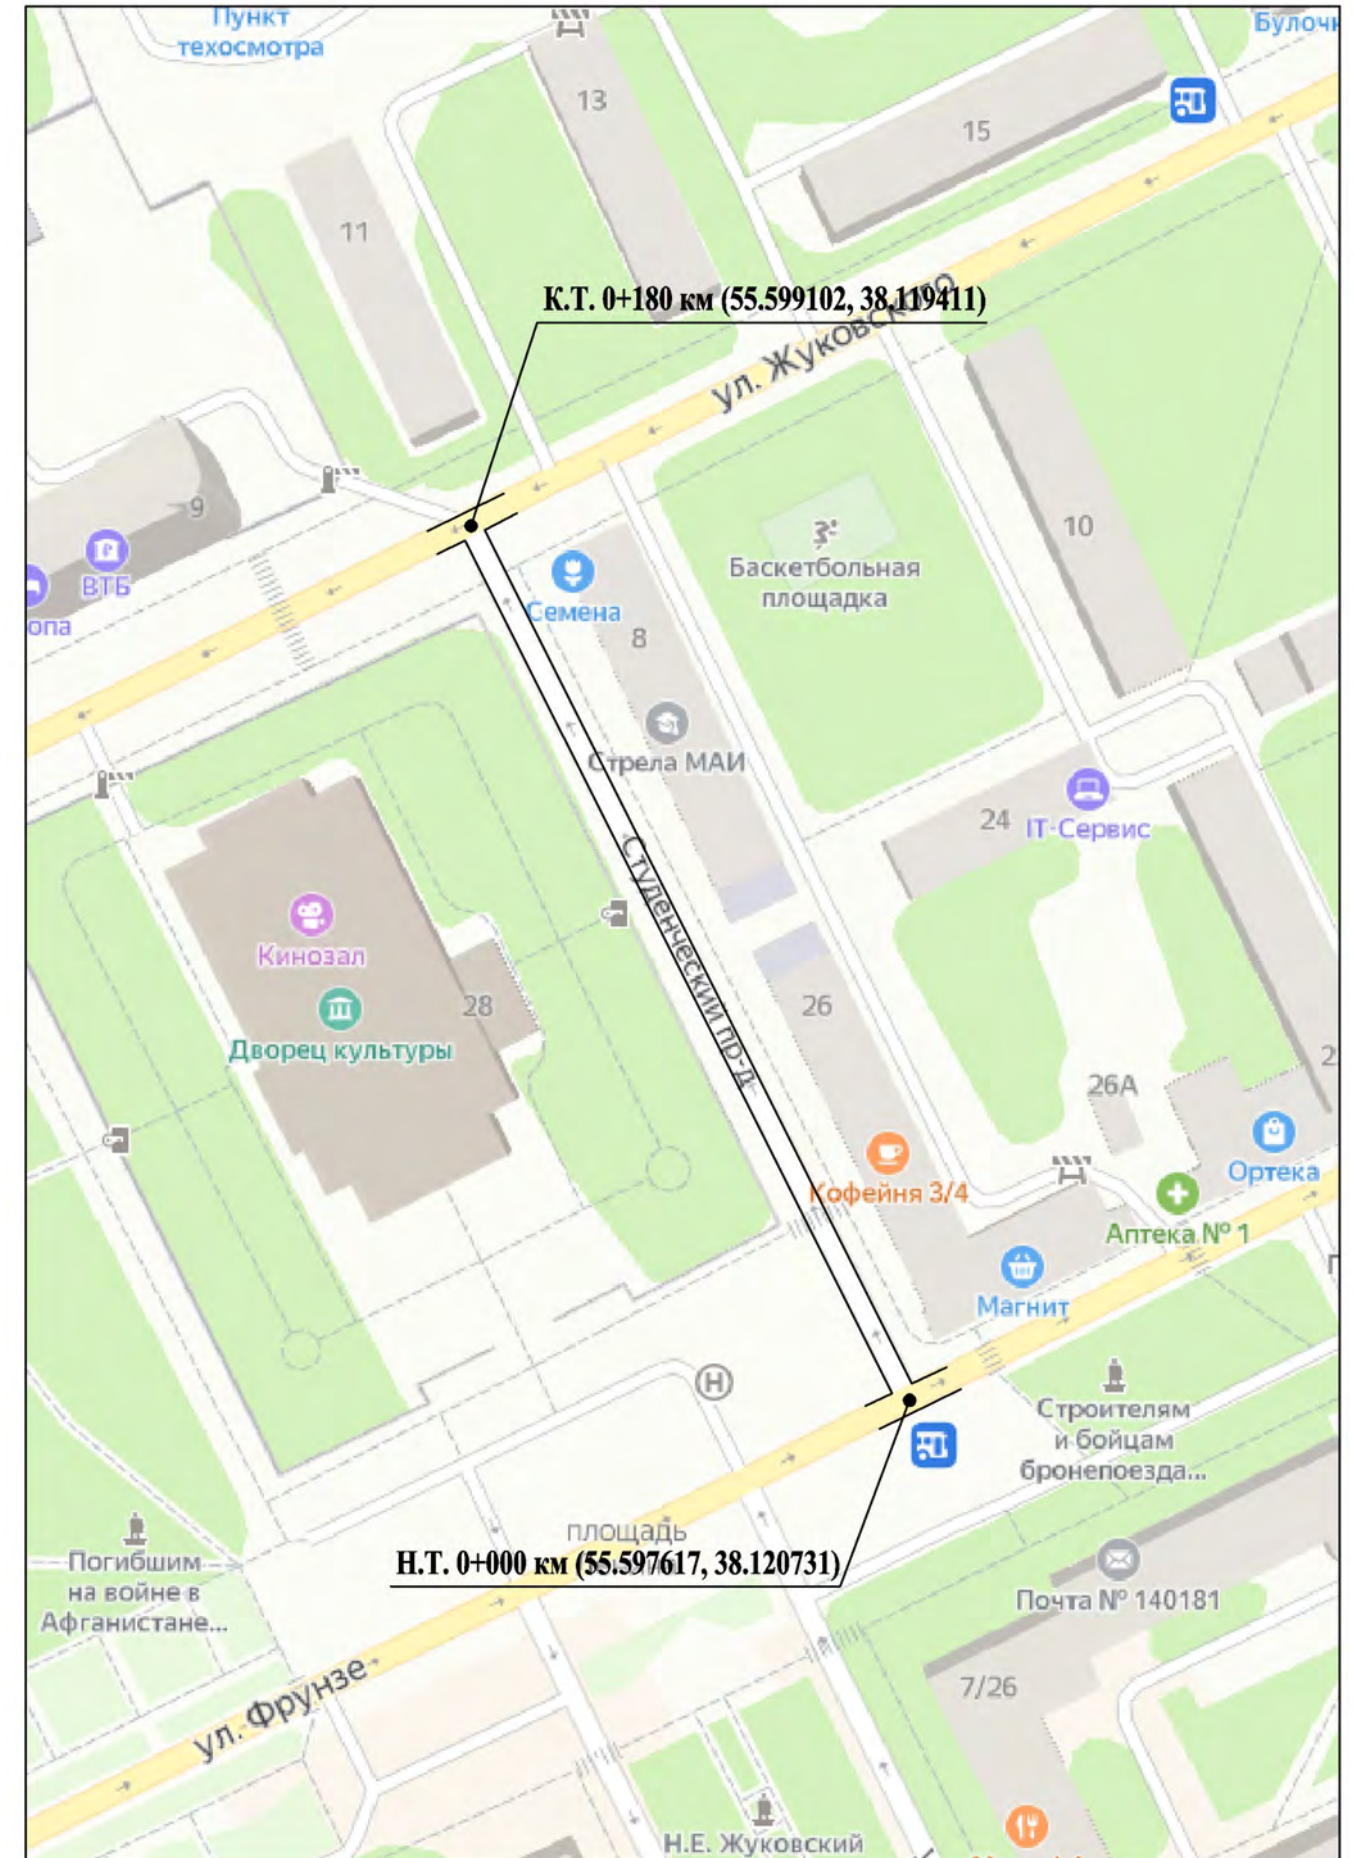 Пункт
техосмотра
13
15
11
К.Т. 0+180 км (55.599102, 38.119411)
ул. Жуковского
9
ВТБ
Семена
8
Баскетбольная
площадка
10
Стрела МАИ
24
IT-Сервис
Студенческий пр-д
Кинозал
28
Дворец культуры
26
26А
Кофейня 3/4
Ортека
Аптека № 1
Магнит
Н
Строителям
и бойцам
бронепоезда...
площадь
Н.Т. 0+000 км (55.597617, 38.120731)
Погибшим
на войне в
Афганистане...
Почта № 140181
ул. Фрунзе
7/26
Н.Е. Жуковский